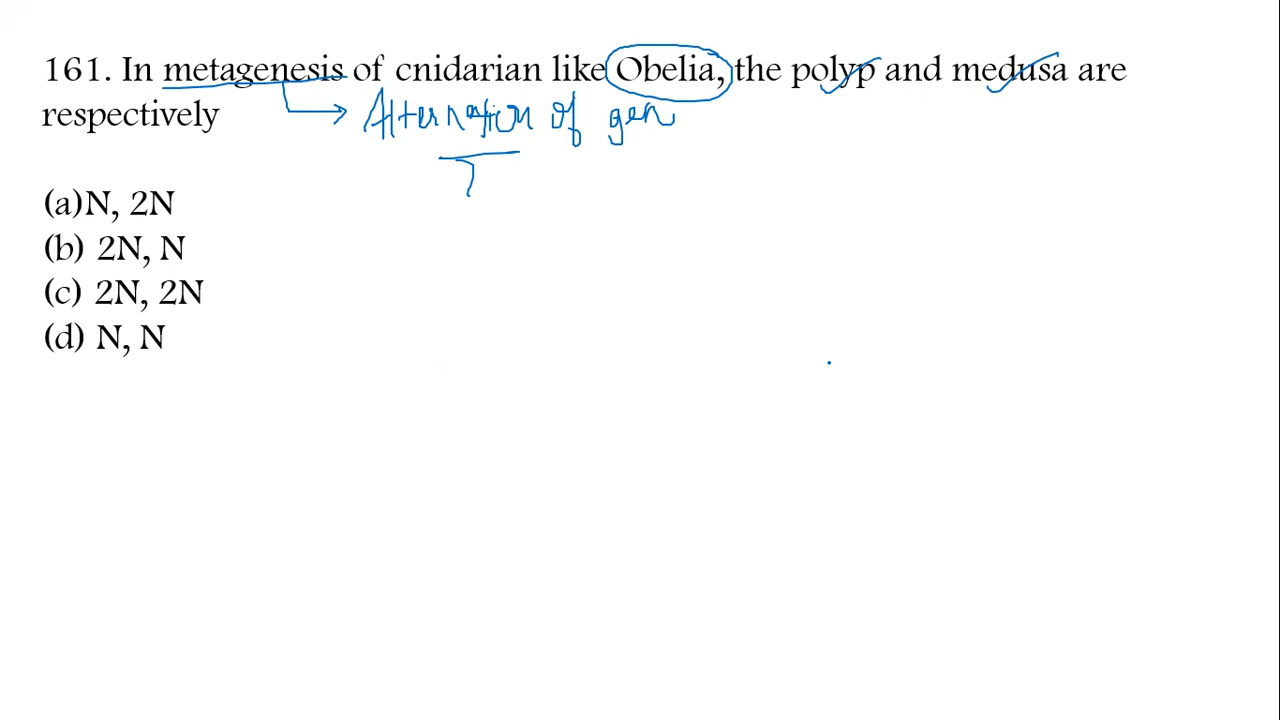 161. In metagenesis of cnidarian like Obelia, the polyp and medusa are
respectively
Alternation of gen
(a)N, 2N
(b) 2N, N
(c) 2N, 2N
(d) N, N